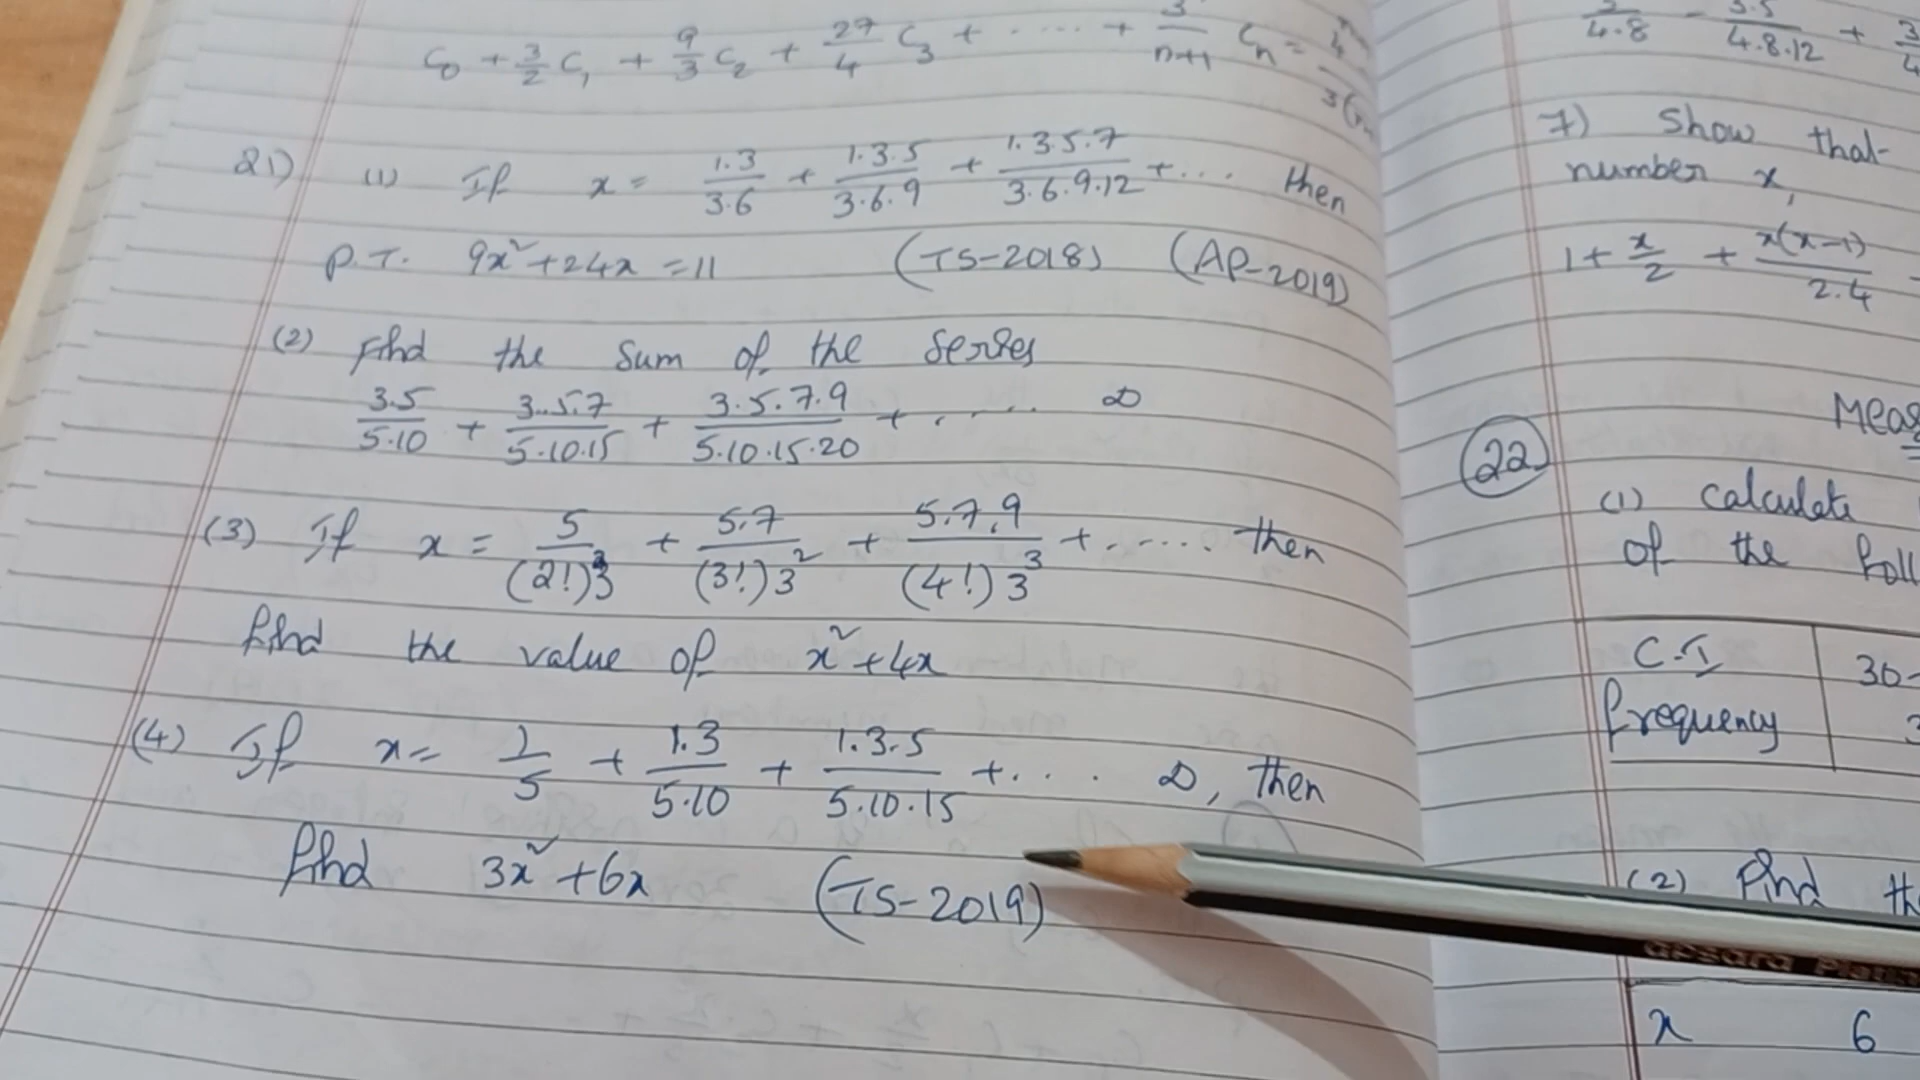 C₀ + 3/2 C₁ + 9/3 C₂ + 27/4 C₃ + ..... + 3/n+1 Cₙ = 4
21) (1) If x = 1.3/3.6 + 1.3.5/3.6.9 + 1.3.5.7/3.6.9.12 + ... then
P.T. 9x² + 24x = 11 (TS-2018) (AP-2019)
(2) Find the sum of the series
3.5/5.10 + 3.5.7/5.10.15 + 3.5.7.9/5.10.15.20 + ..... ∞
(3) If x = 5/(2!)3 + 5.7/(3!)3² + 5.7.9/(4!)3³ + ..... then
find the value of x² + 4x
(4) If x = 1/5 + 1.3/5.10 + 1.3.5/5.10.15 + .... ∞, then
find 3x² + 6x (TS-2019)
4.8 - 3.5/4.8.12 +
7) Show that
number x,
1 + x/2 + x(x-1)/2.4
Meas
22
(1) calculate
of the foll
C.I 30-
frequency 3
(2) Find th
x 6
apsara Plati